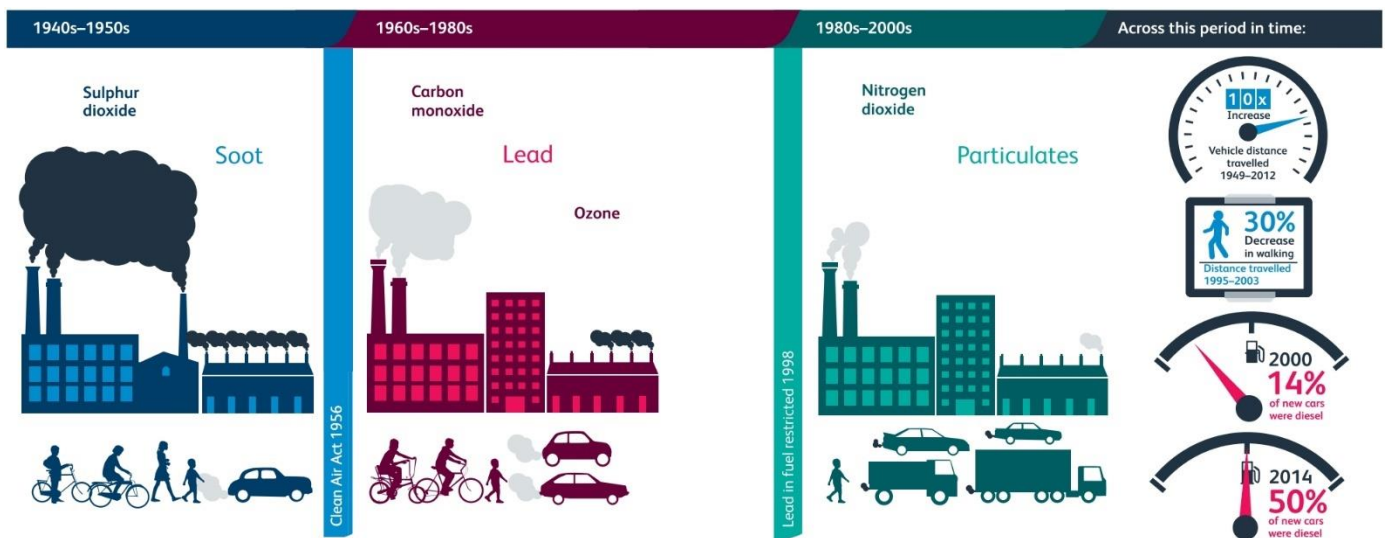 1940s–1950s
1960s–1980s
1980s–2000s
Across this period in time:
Sulphur
dioxide
Soot
Clean Air Act 1956
Carbon
monoxide
Lead
Ozone
Lead in fuel restricted 1998
Nitrogen
dioxide
Particulates
10x
Increase
Vehicle distance
travelled
1949–2012
30%
Decrease
in walking
Distance travelled
1995–2003
2000
14%
of new cars
were diesel
2014
50%
of new cars
were diesel